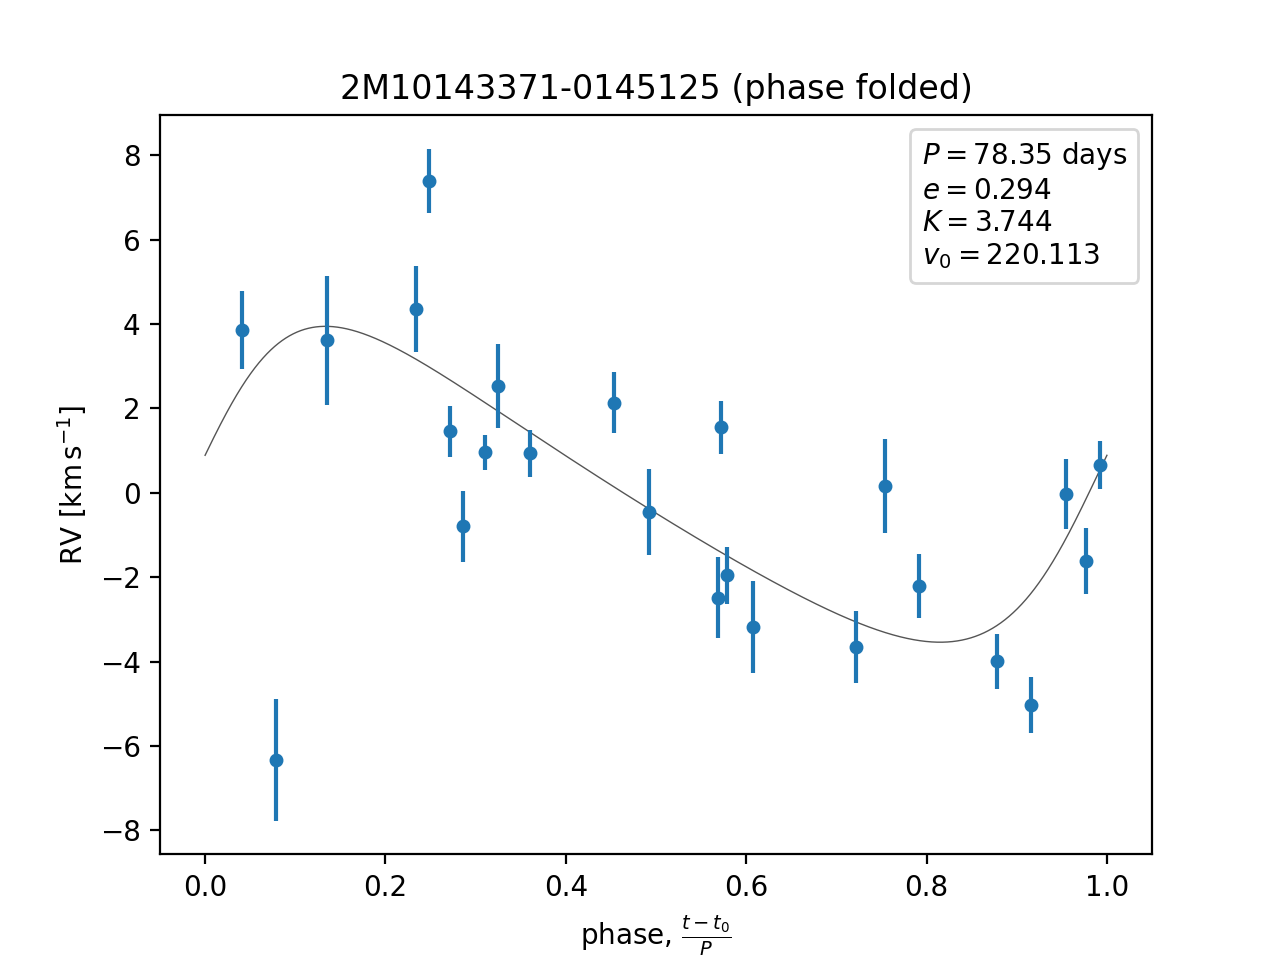 2M10143371-0145125 (phase folded)
P = 78.35 days
e = 0.294
K = 3.744
v₀ = 220.113
RV [km s⁻¹]
8
6
4
2
0
−2
−4
−6
−8
0.0 0.2 0.4 0.6 0.8 1.0
phase, (t − t₀)/P